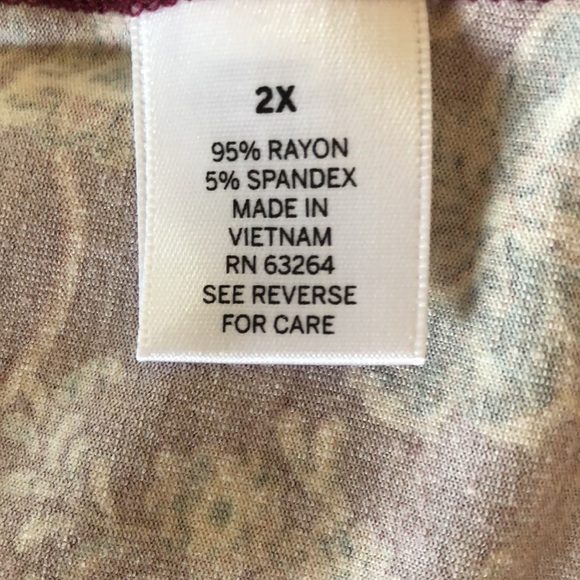 2X
95% RAYON
5% SPANDEX
MADE IN
VIETNAM
RN 63264
SEE REVERSE
FOR CARE